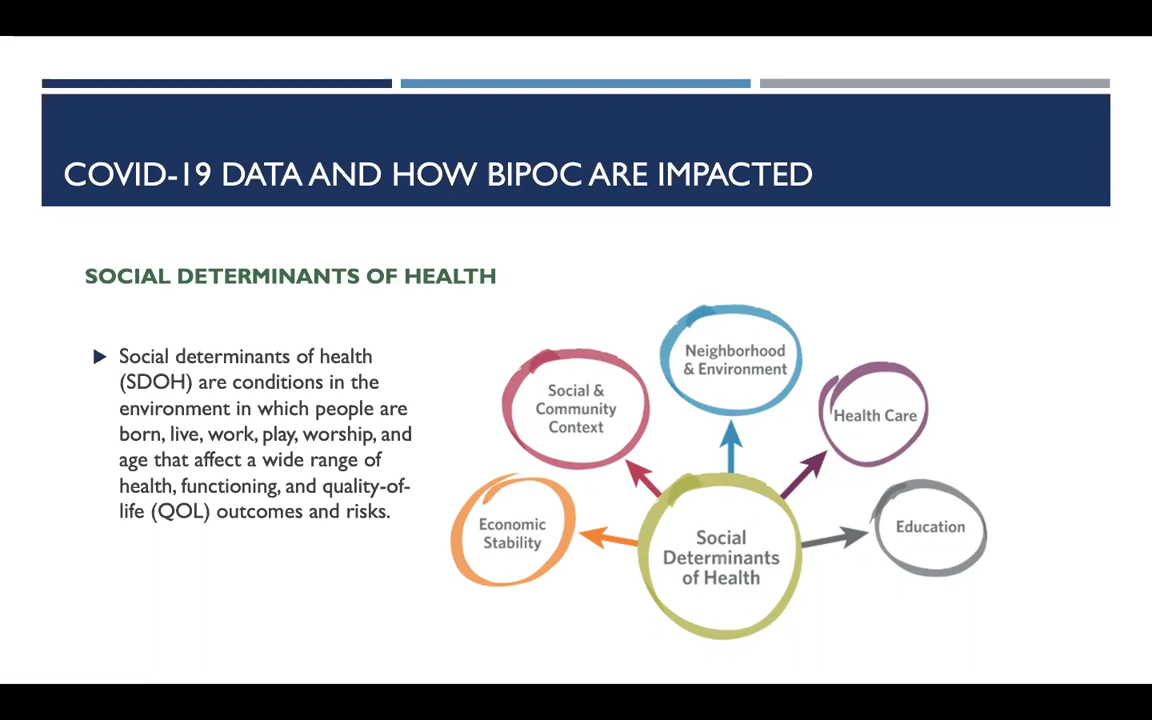 COVID-19 DATA AND HOW BIPOC ARE IMPACTED
SOCIAL DETERMINANTS OF HEALTH
Social determinants of health
(SDOH) are conditions in the
environment in which people are
born, live, work, play, worship, and
age that affect a wide range of
health, functioning, and quality-of-
life (QOL) outcomes and risks.
Economic
Stability
Social &
Community
Context
Neighborhood
& Environment
Health Care
Education
Social
Determinants
of Health